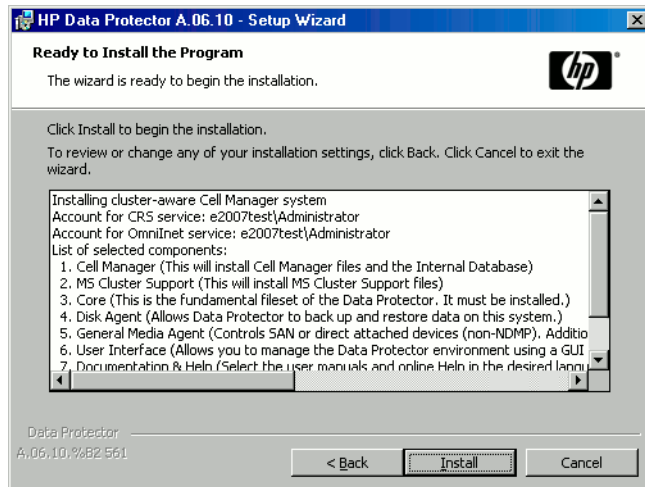 HP Data Protector A.06.10 - Setup Wizard
Ready to Install the Program
The wizard is ready to begin the installation.
hp
Click Install to begin the installation.
To review or change any of your installation settings, click Back. Click Cancel to exit the
wizard.
Installing cluster-aware Cell Manager system
Account for CRS service: e2007test\Administrator
Account for OmniInet service: e2007test\Administrator
List of selected components:
1. Cell Manager (This will install Cell Manager files and the Internal Database)
2. MS Cluster Support (This will install MS Cluster Support files)
3. Core (This is the fundamental fileset of the Data Protector. It must be installed.)
4. Disk Agent (Allows Data Protector to back up and restore data on this system.)
5. General Media Agent (Controls SAN or direct attached devices (non-NDMP). Additio
6. User Interface (Allows you to manage the Data Protector environment using a GUI
7. Documentation & Help (Select the user manuals and online Help in the desired langu
Data Protector
A.06.10.%B2 561
< Back
Install
Cancel